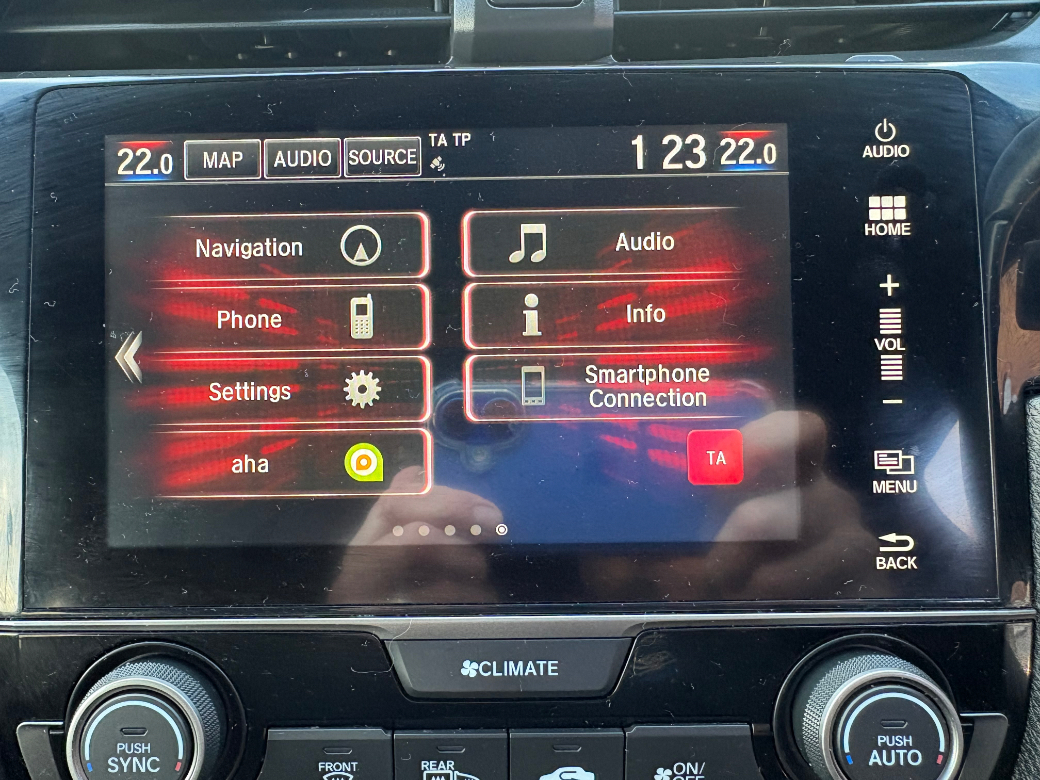 22.0 MAP AUDIO SOURCE TA TP 1 23 22.0
AUDIO
HOME
Navigation
Audio
Phone
Info
VOL
Settings
Smartphone
Connection
aha
TA
MENU
BACK
CLIMATE
PUSH
SYNC
FRONT
REAR
ON/
OFF
PUSH
AUTO